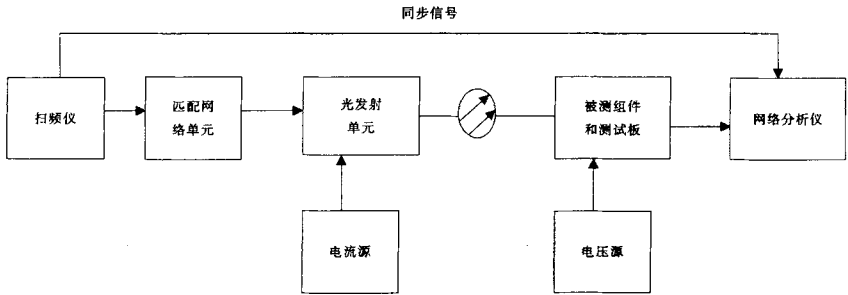 同步信号
扫频仪
匹配网
络单元
光发射
单元
被测组件
和测试板
网络分析仪
电流源
电压源